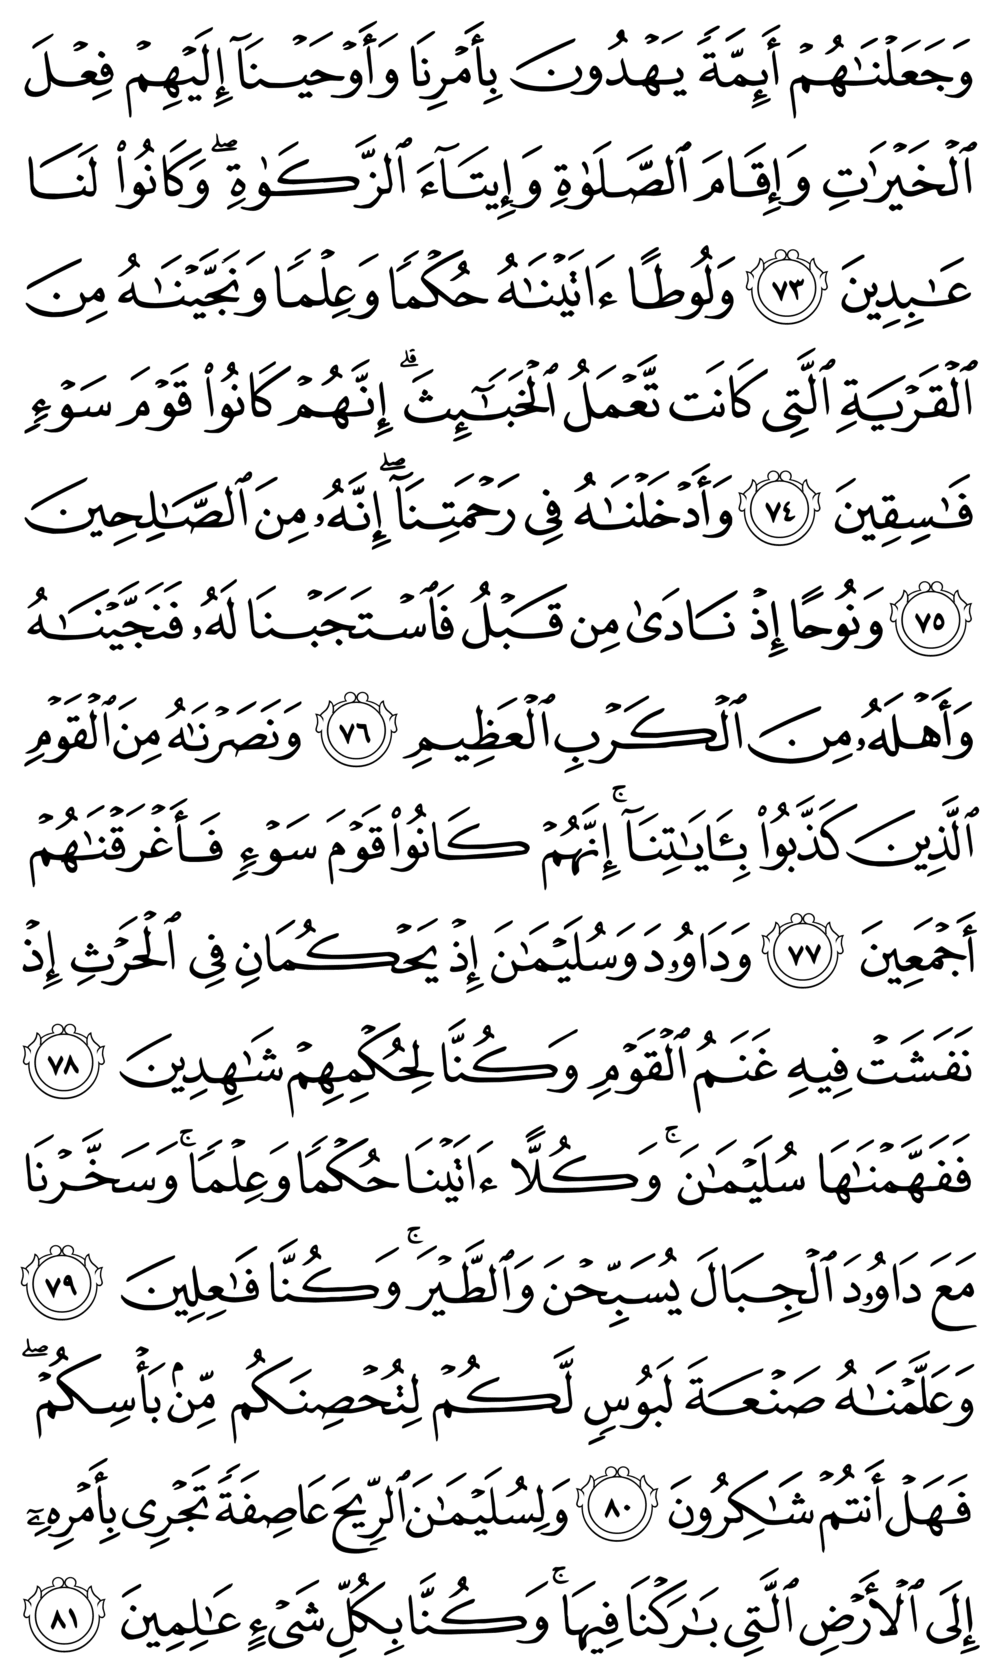 وَجَعَلۡنَٰهُمۡ أَئِمَّةٗ يَهۡدُونَ بِأَمۡرِنَا وَأَوۡحَيۡنَآ إِلَيۡهِمۡ فِعۡلَ
ٱلۡخَيۡرَٰتِ وَإِقَامَ ٱلصَّلَوٰةِ وَإِيتَآءَ ٱلزَّكَوٰةِۖ وَكَانُواْ لَنَا
عَٰبِدِينَ ٧٣ وَلُوطًا ءَاتَيۡنَٰهُ حُكۡمٗا وَعِلۡمٗا وَنَجَّيۡنَٰهُ مِنَ
ٱلۡقَرۡيَةِ ٱلَّتِي كَانَت تَّعۡمَلُ ٱلۡخَبَٰٓئِثَۚ إِنَّهُمۡ كَانُواْ قَوۡمَ سَوۡءٖ
فَٰسِقِينَ ٧٤ وَأَدۡخَلۡنَٰهُ فِي رَحۡمَتِنَآۖ إِنَّهُۥ مِنَ ٱلصَّٰلِحِينَ
٧٥ وَنُوحًا إِذۡ نَادَىٰ مِن قَبۡلُ فَٱسۡتَجَبۡنَا لَهُۥ فَنَجَّيۡنَٰهُ
وَأَهۡلَهُۥ مِنَ ٱلۡكَرۡبِ ٱلۡعَظِيمِ ٧٦ وَنَصَرۡنَٰهُ مِنَ ٱلۡقَوۡمِ
ٱلَّذِينَ كَذَّبُواْ بِـَٔايَٰتِنَآۚ إِنَّهُمۡ كَانُواْ قَوۡمَ سَوۡءٖ فَأَغۡرَقۡنَٰهُمۡ
أَجۡمَعِينَ ٧٧ وَدَاوُۥدَ وَسُلَيۡمَٰنَ إِذۡ يَحۡكُمَانِ فِي ٱلۡحَرۡثِ إِذۡ
نَفَشَتۡ فِيهِ غَنَمُ ٱلۡقَوۡمِ وَكُنَّا لِحُكۡمِهِمۡ شَٰهِدِينَ ٧٨
فَفَهَّمۡنَٰهَا سُلَيۡمَٰنَۚ وَكُلًّا ءَاتَيۡنَا حُكۡمٗا وَعِلۡمٗاۚ وَسَخَّرۡنَا
مَعَ دَاوُۥدَ ٱلۡجِبَالَ يُسَبِّحۡنَ وَٱلطَّيۡرَۚ وَكُنَّا فَٰعِلِينَ ٧٩
وَعَلَّمۡنَٰهُ صَنۡعَةَ لَبُوسٖ لَّكُمۡ لِتُحۡصِنَكُم مِّنۢ بَأۡسِكُمۡۖ
فَهَلۡ أَنتُمۡ شَٰكِرُونَ ٨٠ وَلِسُلَيۡمَٰنَ ٱلرِّيحَ عَاصِفَةٗ تَجۡرِي بِأَمۡرِهِۦٓ
إِلَى ٱلۡأَرۡضِ ٱلَّتِي بَٰرَكۡنَا فِيهَاۚ وَكُنَّا بِكُلِّ شَيۡءٍ عَٰلِمِينَ ٨١